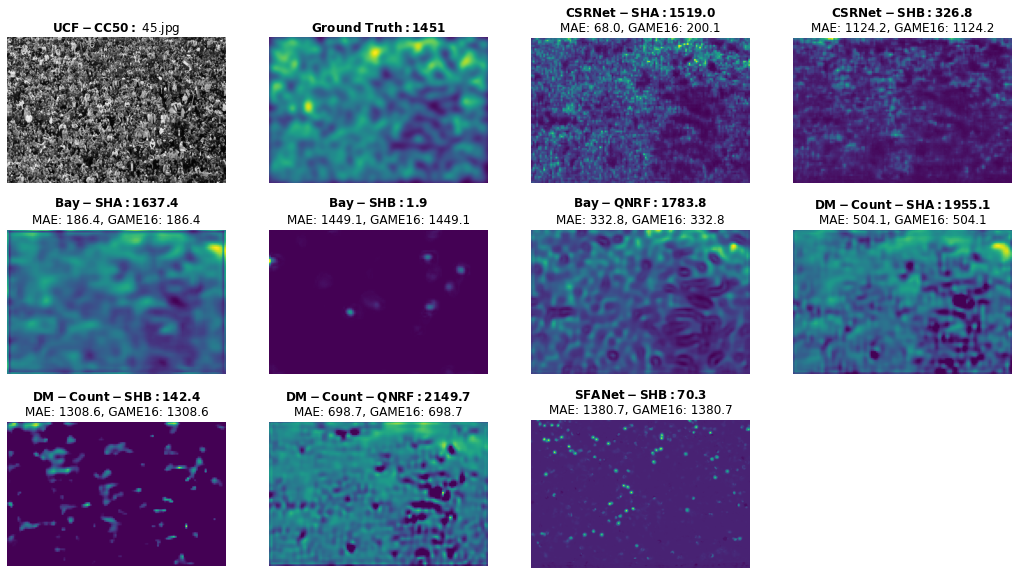 UCF − CC50 : 45.jpg
Ground Truth : 1451
CSRNet − SHA : 1519.0
MAE: 68.0, GAME16: 200.1
CSRNet − SHB : 326.8
MAE: 1124.2, GAME16: 1124.2
Bay − SHA : 1637.4
MAE: 186.4, GAME16: 186.4
Bay − SHB : 1.9
MAE: 1449.1, GAME16: 1449.1
Bay − QNRF : 1783.8
MAE: 332.8, GAME16: 332.8
DM − Count − SHA : 1955.1
MAE: 504.1, GAME16: 504.1
DM − Count − SHB : 142.4
MAE: 1308.6, GAME16: 1308.6
DM − Count − QNRF : 2149.7
MAE: 698.7, GAME16: 698.7
SFANet − SHB : 70.3
MAE: 1380.7, GAME16: 1380.7